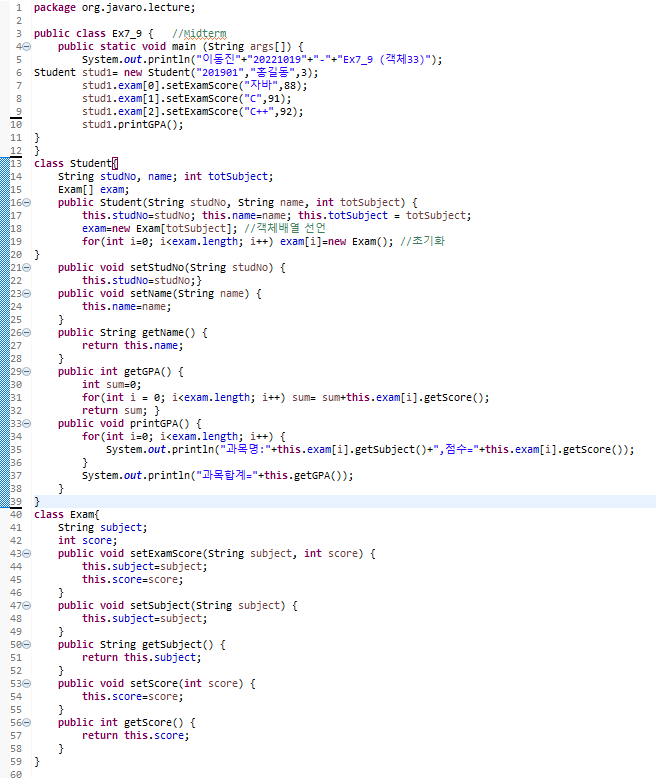 1 package org.javaro.lecture;
2
3 public class Ex7_9 {   //Midterm
4 public static void main (String args[]) {
5 System.out.println("이동진"+"20221019"+"-"+"Ex7_9 (객체33)");
6 Student stud1= new Student("201901","홍길동",3);
7 stud1.exam[0].setExamScore("자바",88);
8 stud1.exam[1].setExamScore("C",91);
9 stud1.exam[2].setExamScore("C++",92);
10 stud1.printGPA();
11 }
12 }
13 class Student{
14 String studNo, name; int totSubject;
15 Exam[] exam;
16 public Student(String studNo, String name, int totSubject) {
17 this.studNo=studNo; this.name=name; this.totSubject = totSubject;
18 exam=new Exam[totSubject]; //객체배열 선언
19 for(int i=0; i<exam.length; i++) exam[i]=new Exam(); //초기화
20 }
21 public void setStudNo(String studNo) {
22 this.studNo=studNo;}
23 public void setName(String name) {
24 this.name=name;
25 }
26 public String getName() {
27 return this.name;
28 }
29 public int getGPA() {
30 int sum=0;
31 for(int i = 0; i<exam.length; i++) sum= sum+this.exam[i].getScore();
32 return sum; }
33 public void printGPA() {
34 for(int i=0; i<exam.length; i++) {
35 System.out.println("과목명:"+this.exam[i].getSubject()+",점수="+this.exam[i].getScore());
36 }
37 System.out.println("과목합계="+this.getGPA());
38 }
39 }
40 class Exam{
41 String subject;
42 int score;
43 public void setExamScore(String subject, int score) {
44 this.subject=subject;
45 this.score=score;
46 }
47 public void setSubject(String subject) {
48 this.subject=subject;
49 }
50 public String getSubject() {
51 return this.subject;
52 }
53 public void setScore(int score) {
54 this.score=score;
55 }
56 public int getScore() {
57 return this.score;
58 }
59 }
60